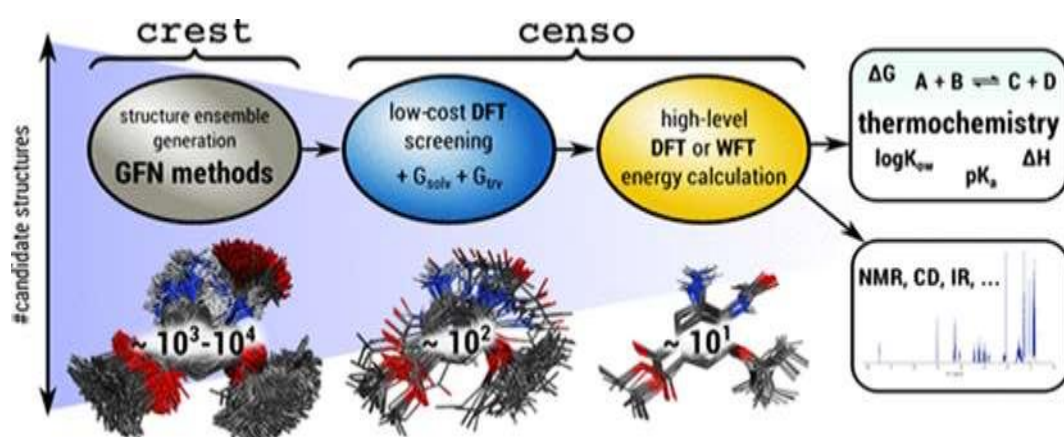 crest
censo
#candidate structures
structure ensemble
generation
GFN methods
low-cost DFT
screening
+ Gsolv + Gtrv
high-level
DFT or WFT
energy calculation
ΔG
A + B ⇌ C + D
thermochemistry
logKow
pKa
ΔH
~ 10³-10⁴
~ 10²
~ 10¹
NMR, CD, IR, ...